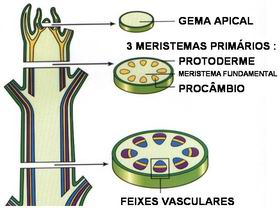 GEMA APICAL
3 MERISTEMAS PRIMÁRIOS :
PROTODERME
MERISTEMA FUNDAMENTAL
PROCÂMBIO
FEIXES VASCULARES